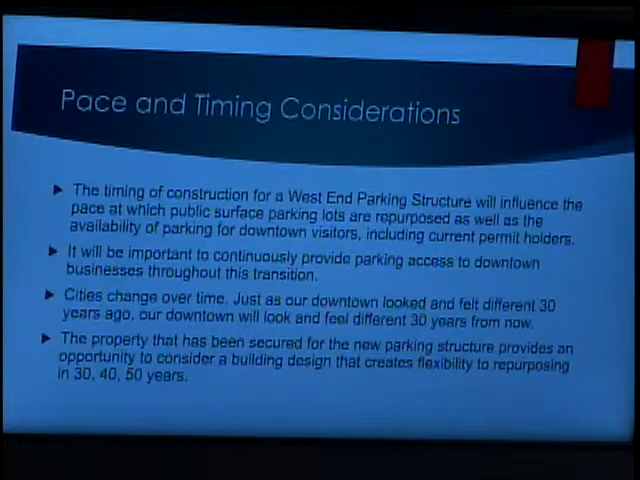 Pace and Timing Considerations
The timing of construction for a West End Parking Structure will influence the
pace at which public surface parking lots are repurposed as well as the
availability of parking for downtown visitors, including current permit holders.
It will be important to continuously provide parking access to downtown
businesses throughout this transition.
Cities change over time. Just as our downtown looked and felt different 30
years ago, our downtown will look and feel different 30 years from now.
The property that has been secured for the new parking structure provides an
opportunity to consider a building design that creates flexibility to repurposing
in 30, 40, 50 years.